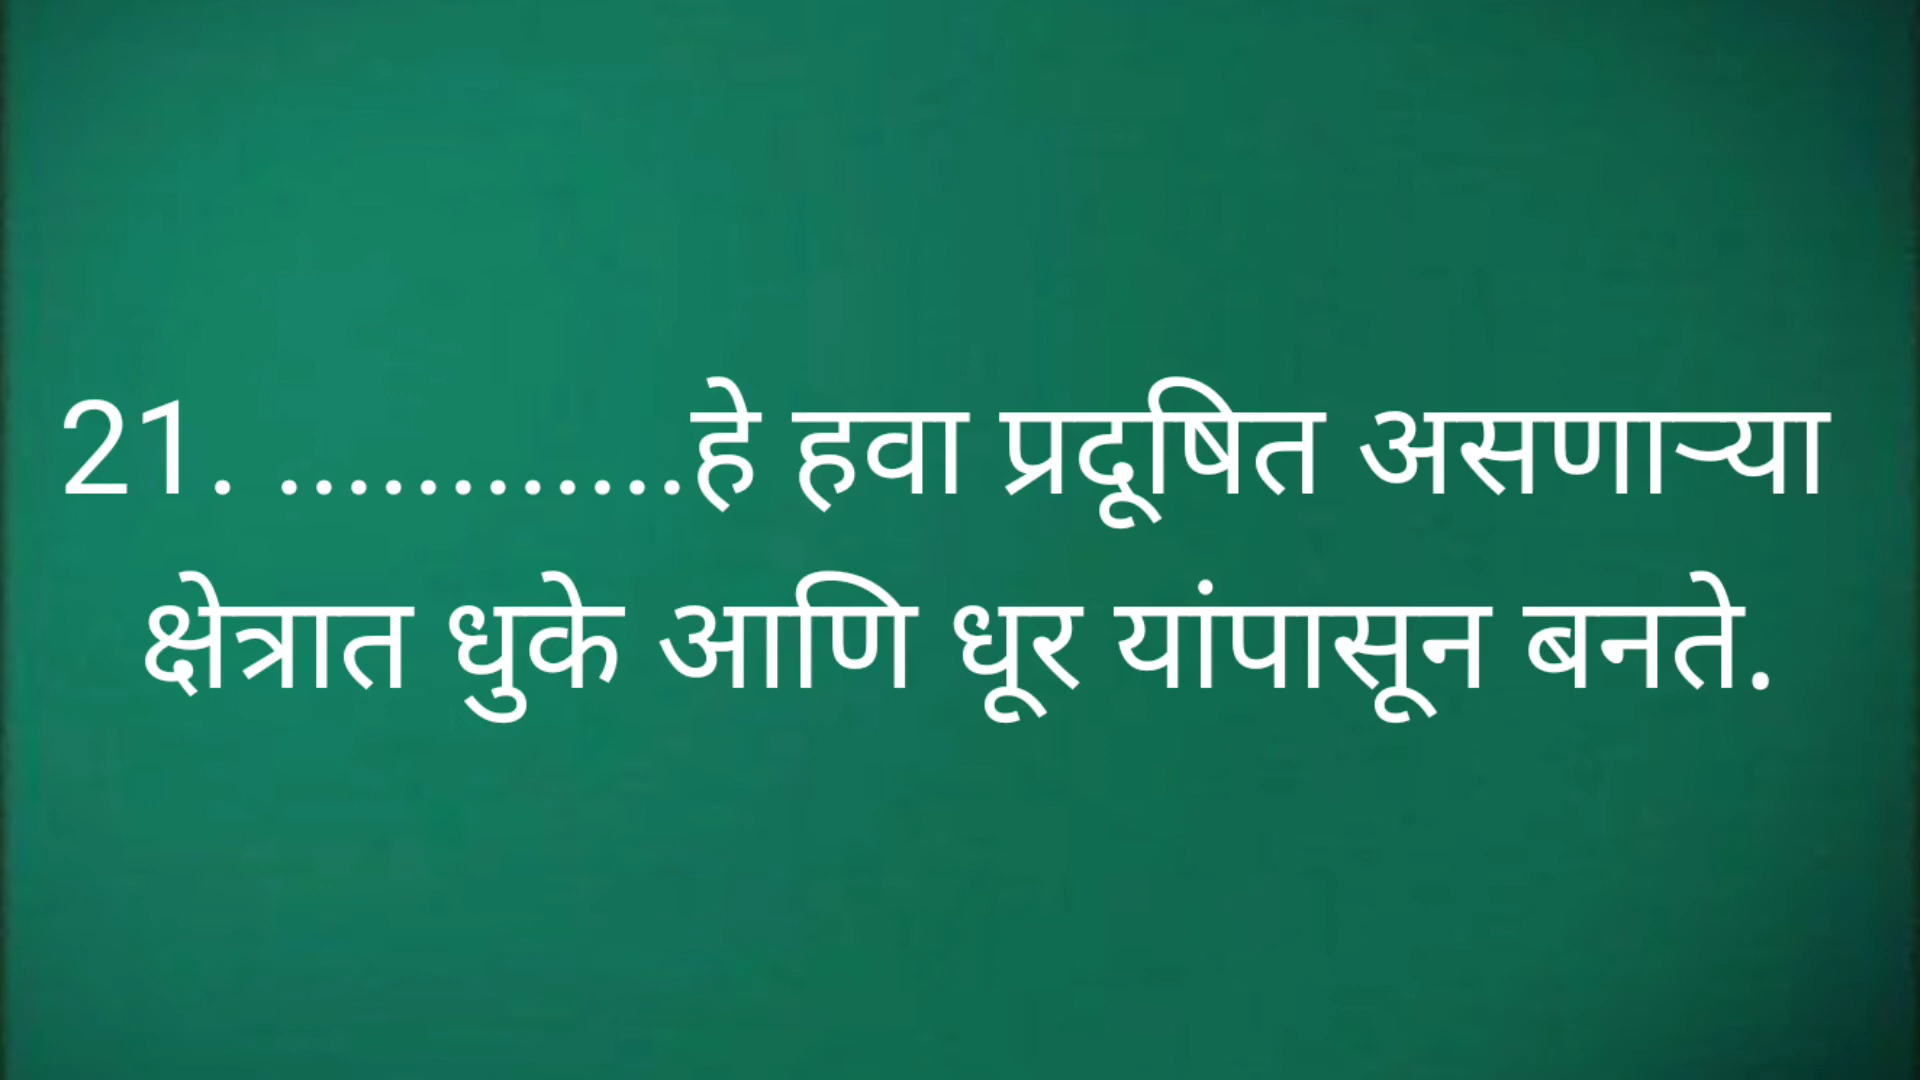 21. ............हे हवा प्रदूषित असणाऱ्या
क्षेत्रात धुके आणि धूर यांपासून बनते.